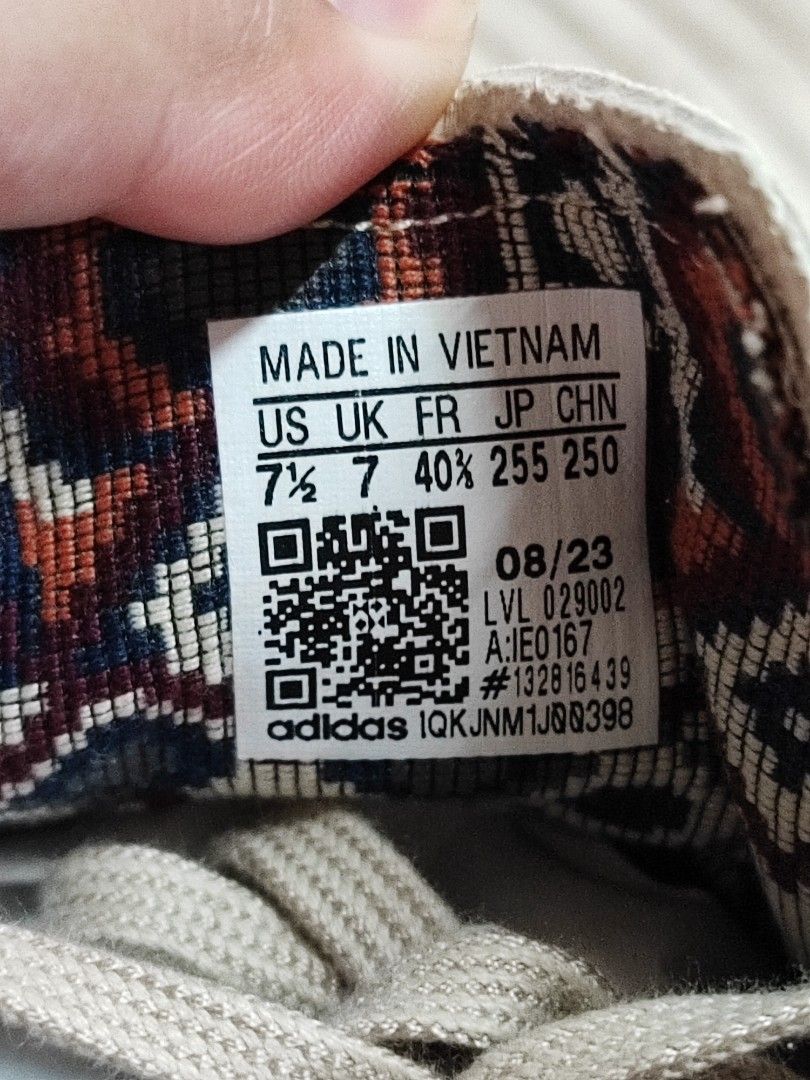 MADE IN VIETNAM
US UK FR JP CHN
7½ 7 40⅔ 255 250
08/23
LVL 029002
A:IE0167
#132816439
adidas 1QKJNM1J00398